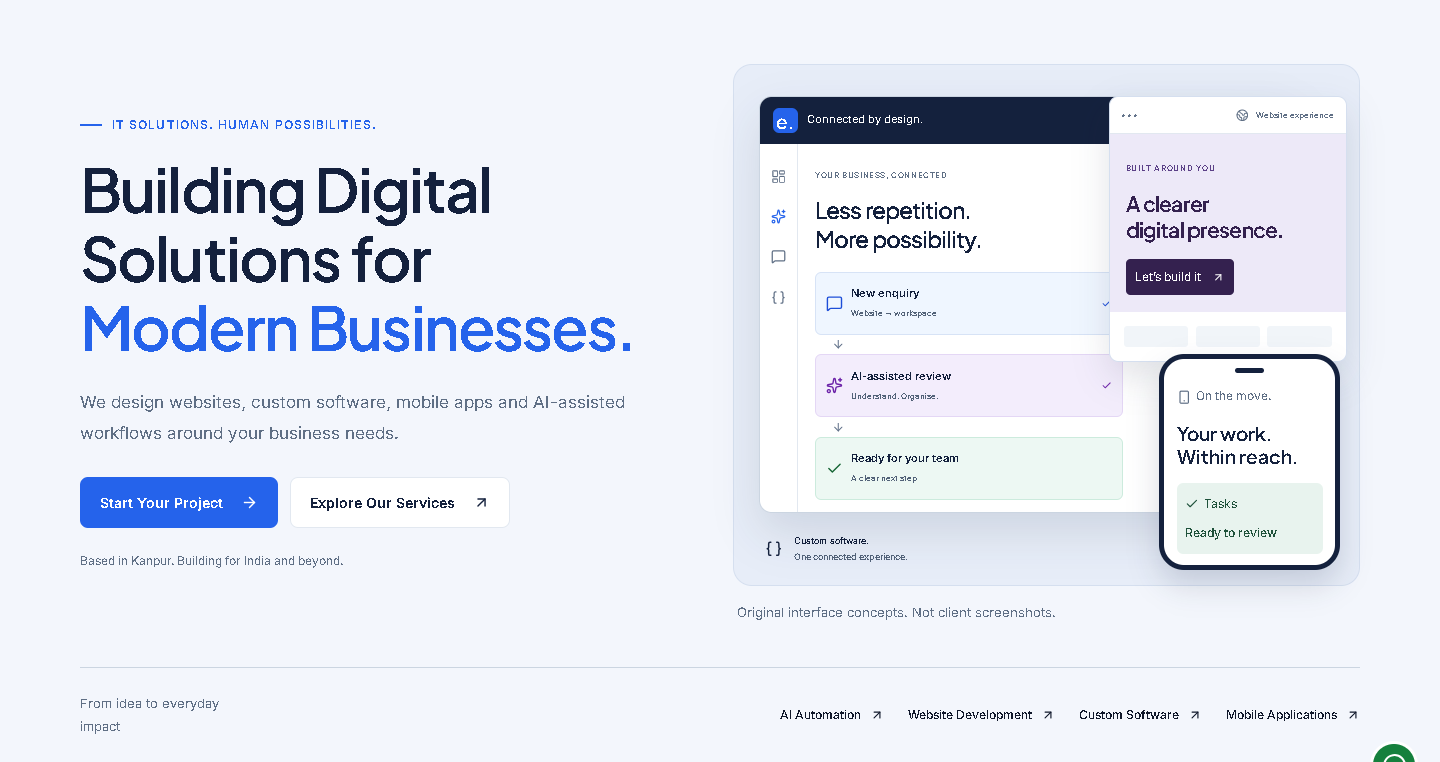 IT SOLUTIONS. HUMAN POSSIBILITIES.
Building Digital
Solutions for
Modern Businesses.
We design websites, custom software, mobile apps and AI-assisted
workflows around your business needs.
Start Your Project
Explore Our Services
Based in Kanpur. Building for India and beyond.
e.
Connected by design.
YOUR BUSINESS, CONNECTED
Less repetition.
More possibility.
New enquiry
Website → workspace
AI-assisted review
Understand. Organise.
Ready for your team
A clear next step
Custom software.
One connected experience.
Website experience
BUILT AROUND YOU
A clearer
digital presence.
Let's build it
On the move.
Your work.
Within reach.
Tasks
Ready to review
Original interface concepts. Not client screenshots.
From idea to everyday
impact
AI Automation
Website Development
Custom Software
Mobile Applications